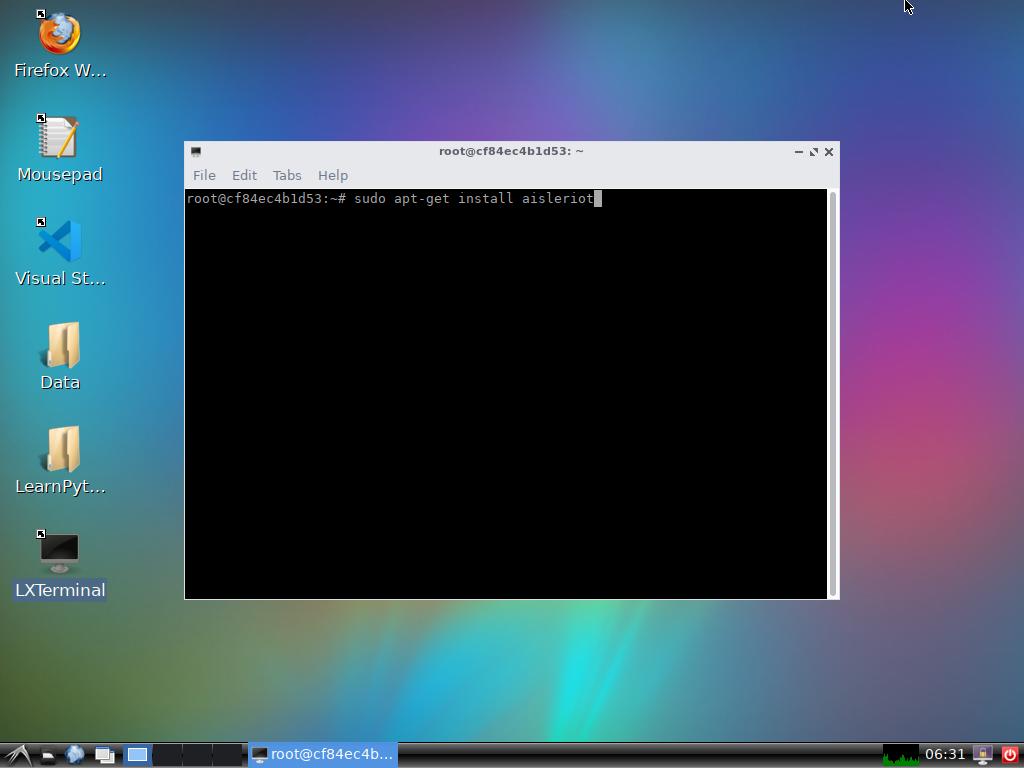 Firefox W...
Mousepad
Visual St...
Data
LearnPyt...
LXTerminal
root@cf84ec4b1d53: ~
File Edit Tabs Help
root@cf84ec4b1d53:~# sudo apt-get install aisleriot
root@cf84ec4b...
06:31